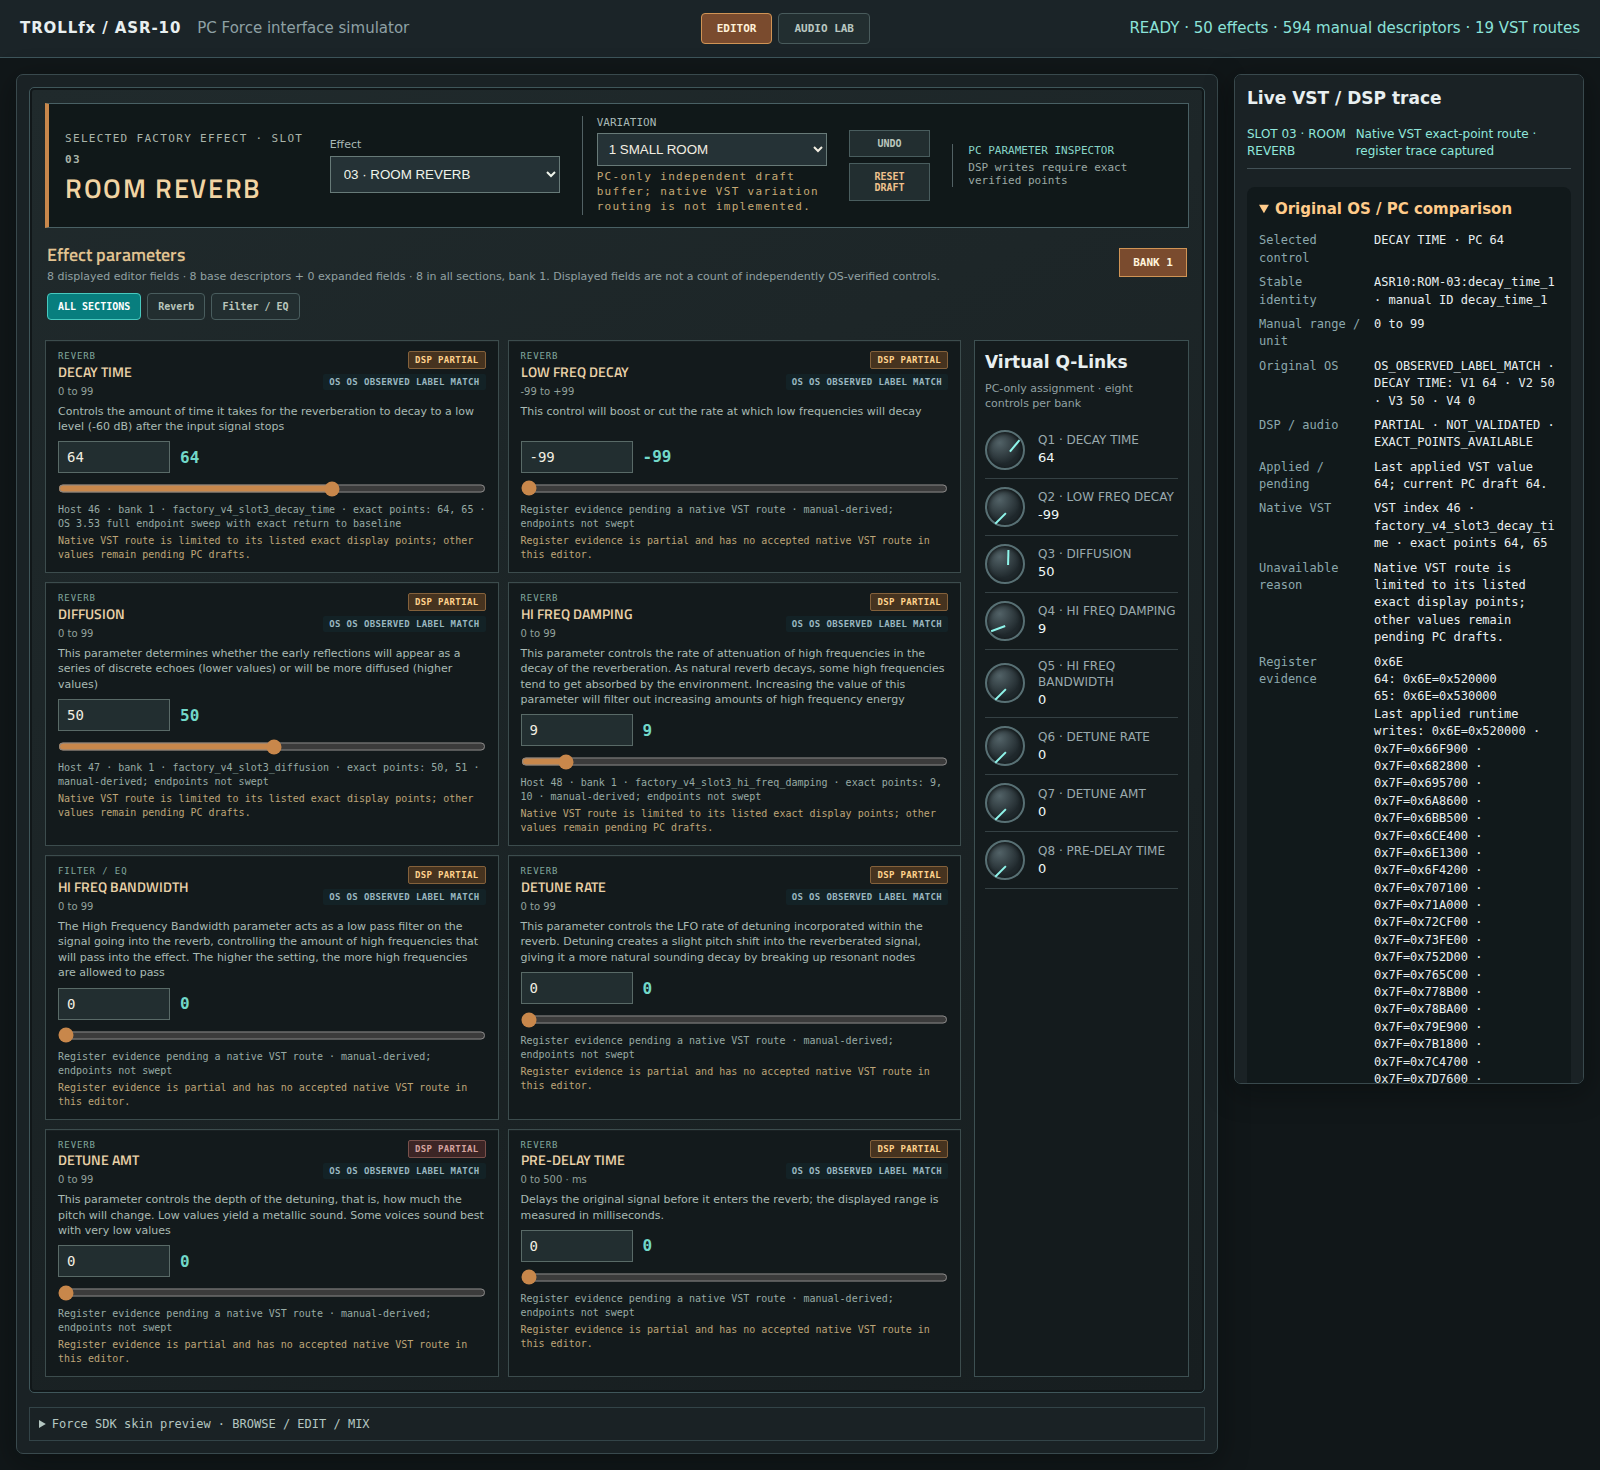 TROLLfx / ASR-10 PC Force interface simulator
EDITOR
AUDIO LAB
READY · 50 effects · 594 manual descriptors · 19 VST routes
SELECTED FACTORY EFFECT · SLOT
03
ROOM REVERB
Effect
03 · ROOM REVERB
VARIATION
1 SMALL ROOM
PC-only independent draft
buffer; native VST variation
routing is not implemented.
UNDO
RESET
DRAFT
PC PARAMETER INSPECTOR
DSP writes require exact
verified points
Effect parameters
8 displayed editor fields · 8 base descriptors + 0 expanded fields · 8 in all sections, bank 1. Displayed fields are not a count of independently OS-verified controls.
BANK 1
ALL SECTIONS
Reverb
Filter / EQ
REVERB
DECAY TIME
0 to 99
DSP PARTIAL
OS OS OBSERVED LABEL MATCH
Controls the amount of time it takes for the reverberation to decay to a low
level (-60 dB) after the input signal stops
64
64
Host 46 · bank 1 · factory_v4_slot3_decay_time · exact points: 64, 65 ·
OS 3.53 full endpoint sweep with exact return to baseline
Native VST route is limited to its listed exact display points; other
values remain pending PC drafts.
REVERB
LOW FREQ DECAY
-99 to +99
DSP PARTIAL
OS OS OBSERVED LABEL MATCH
This control will boost or cut the rate at which low frequencies will decay
-99
-99
Register evidence pending a native VST route · manual-derived;
endpoints not swept
Register evidence is partial and has no accepted native VST route in
this editor.
REVERB
DIFFUSION
0 to 99
DSP PARTIAL
OS OS OBSERVED LABEL MATCH
This parameter determines whether the early reflections will appear as a
series of discrete echoes (lower values) or will be more diffused (higher
values)
50
50
Host 47 · bank 1 · factory_v4_slot3_diffusion · exact points: 50, 51 ·
manual-derived; endpoints not swept
Native VST route is limited to its listed exact display points; other
values remain pending PC drafts.
REVERB
HI FREQ DAMPING
0 to 99
DSP PARTIAL
OS OS OBSERVED LABEL MATCH
This parameter controls the rate of attenuation of high frequencies in the
decay of the reverberation. As natural reverb decays, some high frequencies
tend to get absorbed by the environment. Increasing the value of this
parameter will filter out increasing amounts of high frequency energy
9
9
Host 48 · bank 1 · factory_v4_slot3_hi_freq_damping · exact points: 9,
10 · manual-derived; endpoints not swept
Native VST route is limited to its listed exact display points; other
values remain pending PC drafts.
FILTER / EQ
HI FREQ BANDWIDTH
0 to 99
DSP PARTIAL
OS OS OBSERVED LABEL MATCH
The High Frequency Bandwidth parameter acts as a low pass filter on the
signal going into the reverb, controlling the amount of high frequencies that
will pass into the effect. The higher the setting, the more high frequencies
are allowed to pass
0
0
Register evidence pending a native VST route · manual-derived;
endpoints not swept
Register evidence is partial and has no accepted native VST route in
this editor.
REVERB
DETUNE RATE
0 to 99
DSP PARTIAL
OS OS OBSERVED LABEL MATCH
This parameter controls the LFO rate of detuning incorporated within the
reverb. Detuning creates a slight pitch shift into the reverberated signal,
giving it a more natural sounding decay by breaking up resonant nodes
0
0
Register evidence pending a native VST route · manual-derived;
endpoints not swept
Register evidence is partial and has no accepted native VST route in
this editor.
REVERB
DETUNE AMT
0 to 99
DSP PARTIAL
OS OS OBSERVED LABEL MATCH
This parameter controls the depth of the detuning, that is, how much the
pitch will change. Low values yield a metallic sound. Some voices sound best
with very low values
0
0
Register evidence pending a native VST route · manual-derived;
endpoints not swept
Register evidence is partial and has no accepted native VST route in
this editor.
REVERB
PRE-DELAY TIME
0 to 500 · ms
DSP PARTIAL
OS OS OBSERVED LABEL MATCH
Delays the original signal before it enters the reverb; the displayed range is
measured in milliseconds.
0
0
Register evidence pending a native VST route · manual-derived;
endpoints not swept
Register evidence is partial and has no accepted native VST route in
this editor.
Virtual Q-Links
PC-only assignment · eight
controls per bank
Q1 · DECAY TIME
64
Q2 · LOW FREQ DECAY
-99
Q3 · DIFFUSION
50
Q4 · HI FREQ DAMPING
9
Q5 · HI FREQ
BANDWIDTH
0
Q6 · DETUNE RATE
0
Q7 · DETUNE AMT
0
Q8 · PRE-DELAY TIME
0
Force SDK skin preview · BROWSE / EDIT / MIX
Live VST / DSP trace
SLOT 03 · ROOM
REVERB
Native VST exact-point route ·
register trace captured
Original OS / PC comparison
Selected
control
DECAY TIME · PC 64
Stable
identity
ASR10:ROM-03:decay_time_1
· manual ID decay_time_1
Manual range /
unit
0 to 99
Original OS
OS_OBSERVED_LABEL_MATCH ·
DECAY TIME: V1 64 · V2 50
· V3 50 · V4 0
DSP / audio
PARTIAL · NOT_VALIDATED ·
EXACT_POINTS_AVAILABLE
Applied /
pending
Last applied VST value
64; current PC draft 64.
Native VST
VST index 46 ·
factory_v4_slot3_decay_ti
me · exact points 64, 65
Unavailable
reason
Native VST route is
limited to its listed
exact display points;
other values remain
pending PC drafts.
Register
evidence
0x6E
64: 0x6E=0x520000
65: 0x6E=0x530000
Last applied runtime
writes: 0x6E=0x520000 ·
0x7F=0x66F900 ·
0x7F=0x682800 ·
0x7F=0x695700 ·
0x7F=0x6A8600 ·
0x7F=0x6BB500 ·
0x7F=0x6CE400 ·
0x7F=0x6E1300 ·
0x7F=0x6F4200 ·
0x7F=0x707100 ·
0x7F=0x71A000 ·
0x7F=0x72CF00 ·
0x7F=0x73FE00 ·
0x7F=0x752D00 ·
0x7F=0x765C00 ·
0x7F=0x778B00 ·
0x7F=0x78BA00 ·
0x7F=0x79E900 ·
0x7F=0x7B1800 ·
0x7F=0x7C4700 ·
0x7F=0x7D7600 ·